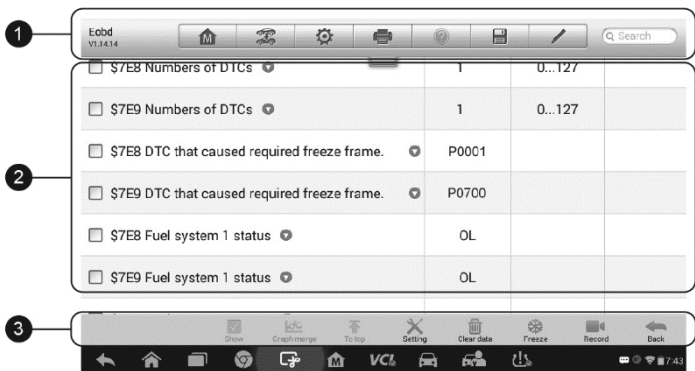 1
Eobd
V1.14.14
M
Search
2
$7E8 Numbers of DTCs 1 0...127
$7E9 Numbers of DTCs 1 0...127
$7E8 DTC that caused required freeze frame. P0001
$7E9 DTC that caused required freeze frame. P0700
$7E8 Fuel system 1 status OL
$7E9 Fuel system 1 status OL
3
Show Graph merge To top Setting Clear data Freeze Record Back
M VCI 7:43